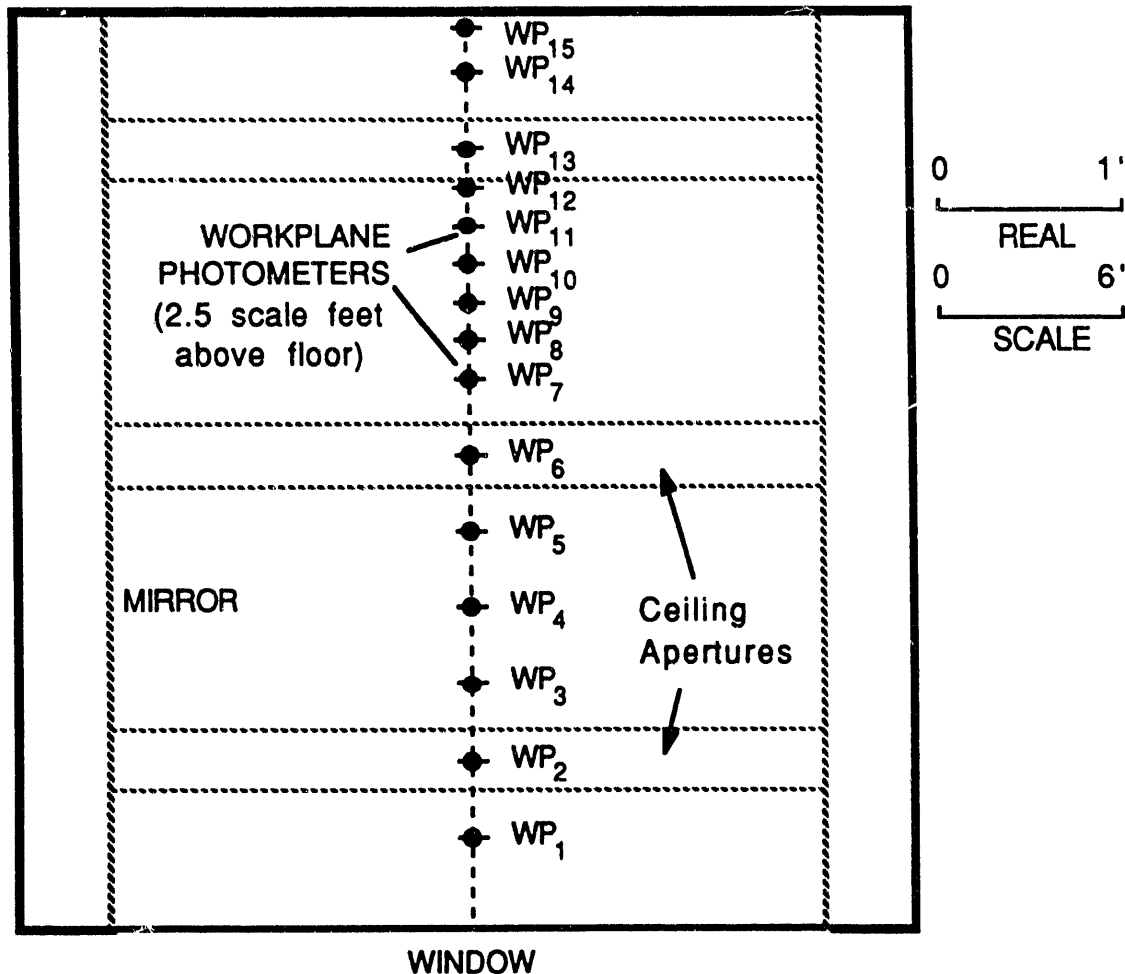 WP15
WP14
WP13
WP12
WP11
WP10
WP9
WP8
WP7
WORKPLANE
PHOTOMETERS
(2.5 scale feet
above floor)
0 1'
REAL
0 6'
SCALE
WP6
WP5
MIRROR
WP4
Ceiling
Apertures
WP3
WP2
WP1
WINDOW